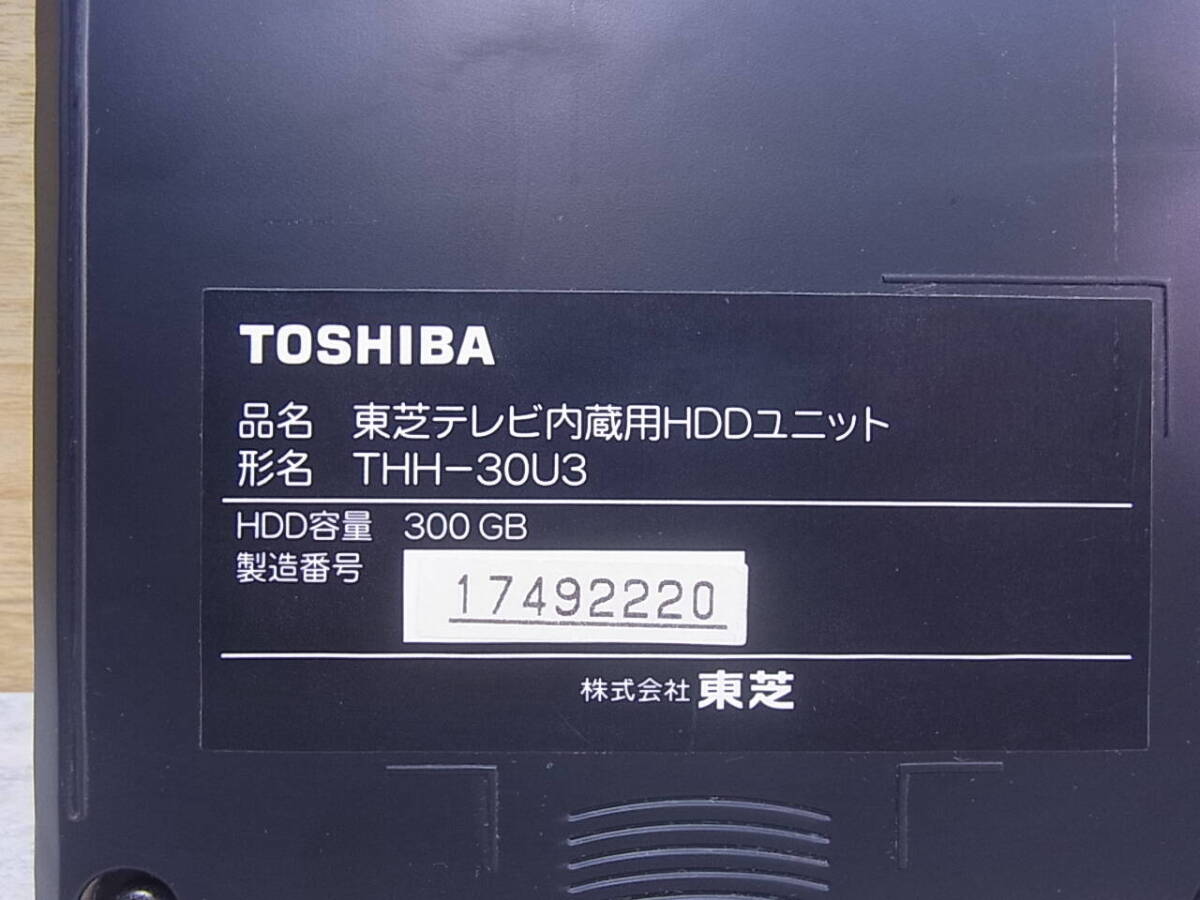 TOSHIBA
品名 東芝テレビ内蔵用HDDユニット
形名 THH-30U3
HDD容量 300 GB
製造番号 17492220
株式会社 東芝